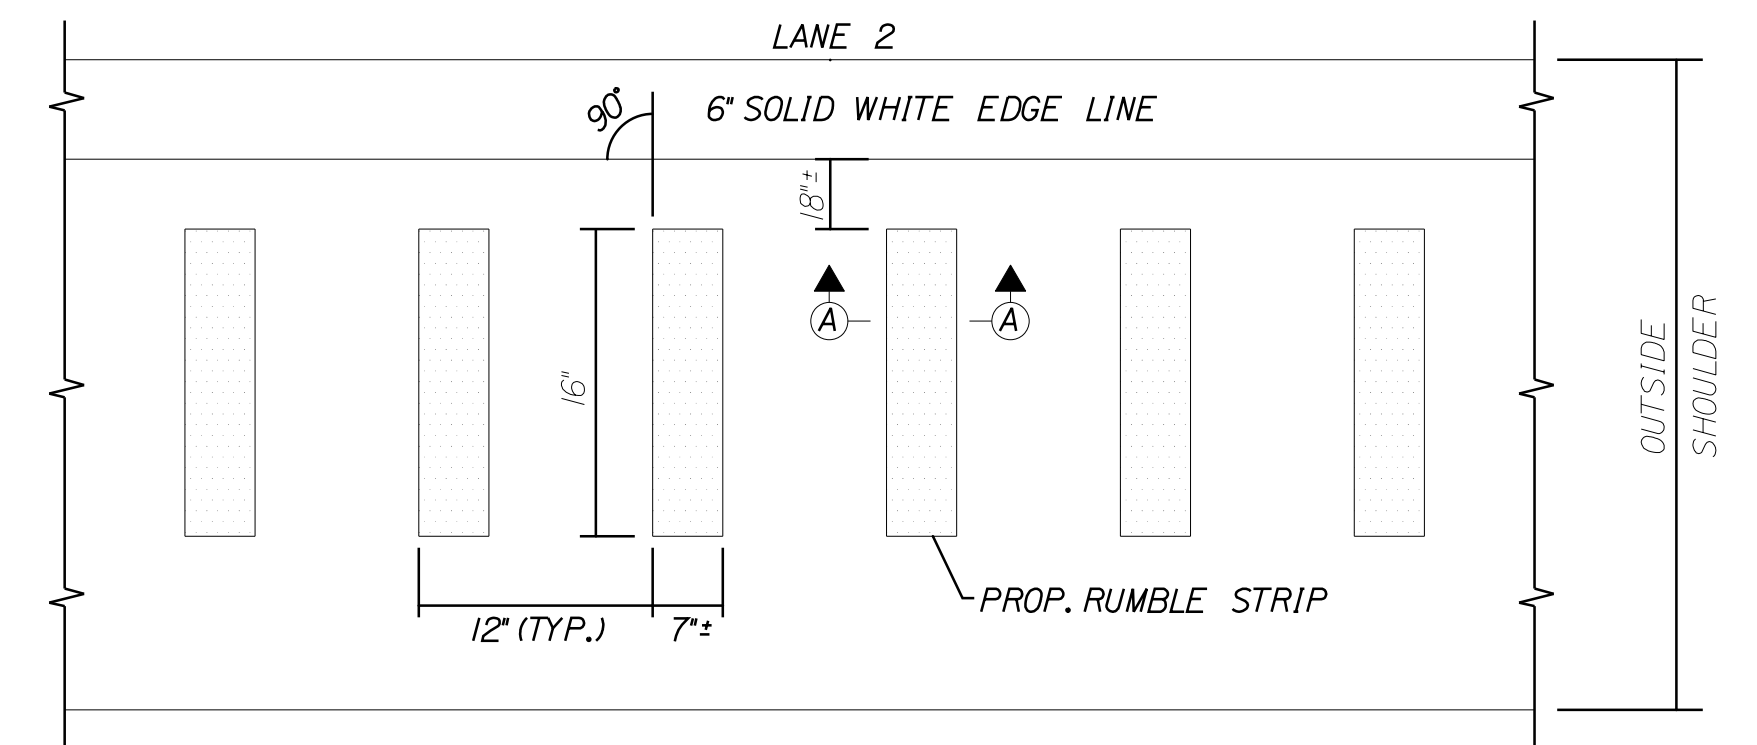 LANE 2
90°
6" SOLID WHITE EDGE LINE
18"±
A
A
16"
OUTSIDE
SHOULDER
PROP. RUMBLE STRIP
12" (TYP.)
7"±